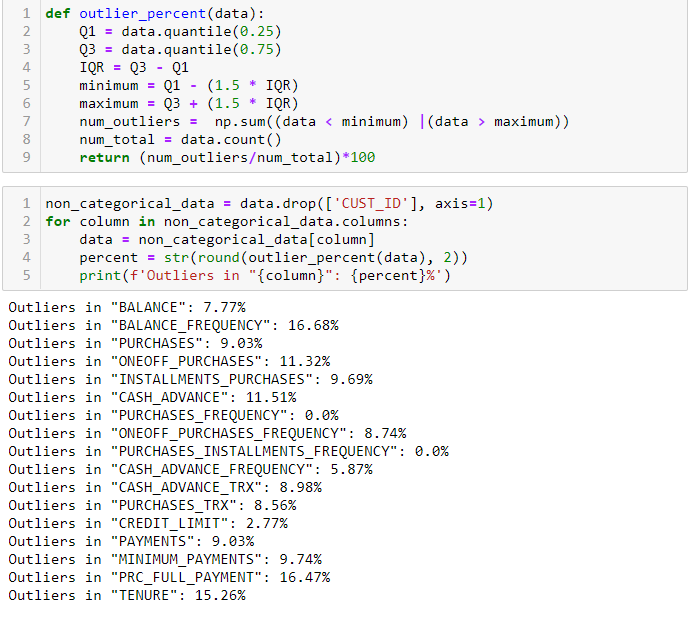 1 def outlier_percent(data):
2     Q1 = data.quantile(0.25)
3     Q3 = data.quantile(0.75)
4     IQR = Q3 - Q1
5     minimum = Q1 - (1.5 * IQR)
6     maximum = Q3 + (1.5 * IQR)
7     num_outliers =  np.sum((data < minimum) |(data > maximum))
8     num_total = data.count()
9     return (num_outliers/num_total)*100
1 non_categorical_data = data.drop(['CUST_ID'], axis=1)
2 for column in non_categorical_data.columns:
3     data = non_categorical_data[column]
4     percent = str(round(outlier_percent(data), 2))
5     print(f'Outliers in "{column}": {percent}%')
Outliers in "BALANCE": 7.77%
Outliers in "BALANCE_FREQUENCY": 16.68%
Outliers in "PURCHASES": 9.03%
Outliers in "ONEOFF_PURCHASES": 11.32%
Outliers in "INSTALLMENTS_PURCHASES": 9.69%
Outliers in "CASH_ADVANCE": 11.51%
Outliers in "PURCHASES_FREQUENCY": 0.0%
Outliers in "ONEOFF_PURCHASES_FREQUENCY": 8.74%
Outliers in "PURCHASES_INSTALLMENTS_FREQUENCY": 0.0%
Outliers in "CASH_ADVANCE_FREQUENCY": 5.87%
Outliers in "CASH_ADVANCE_TRX": 8.98%
Outliers in "PURCHASES_TRX": 8.56%
Outliers in "CREDIT_LIMIT": 2.77%
Outliers in "PAYMENTS": 9.03%
Outliers in "MINIMUM_PAYMENTS": 9.74%
Outliers in "PRC_FULL_PAYMENT": 16.47%
Outliers in "TENURE": 15.26%